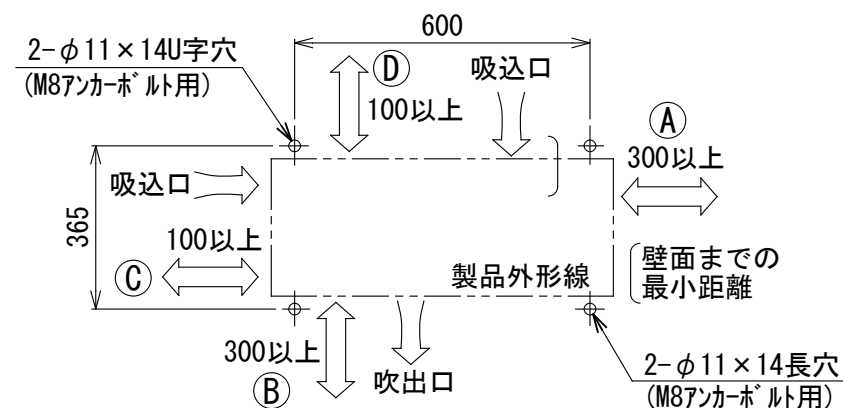 600
2-φ11×14U字穴
(M8アンカーボルト用)
Ⓓ
100以上
吸込口
Ⓐ
300以上
吸込口
365
100以上
Ⓒ
製品外形線
壁面までの
最小距離
300以上
Ⓑ
吹出口
2-φ11×14長穴
(M8アンカーボルト用)